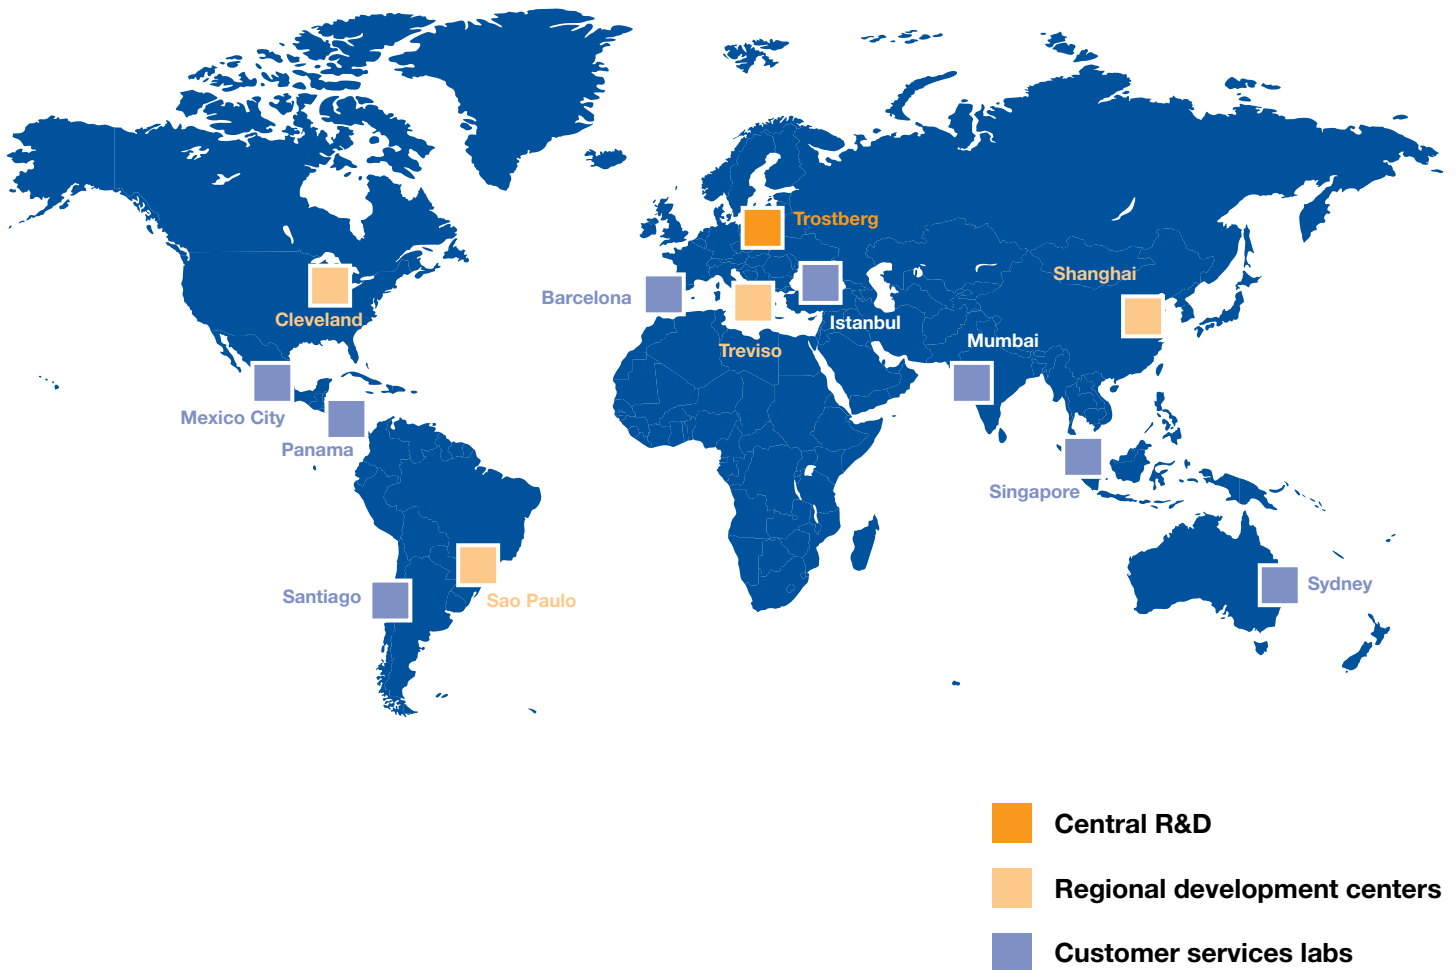 Trostberg
Shanghai
Barcelona
Cleveland
Istanbul
Mumbai
Treviso
Mexico City
Panama
Singapore
Sydney
Santiago
Sao Paulo
Central R&D
Regional development centers
Customer services labs